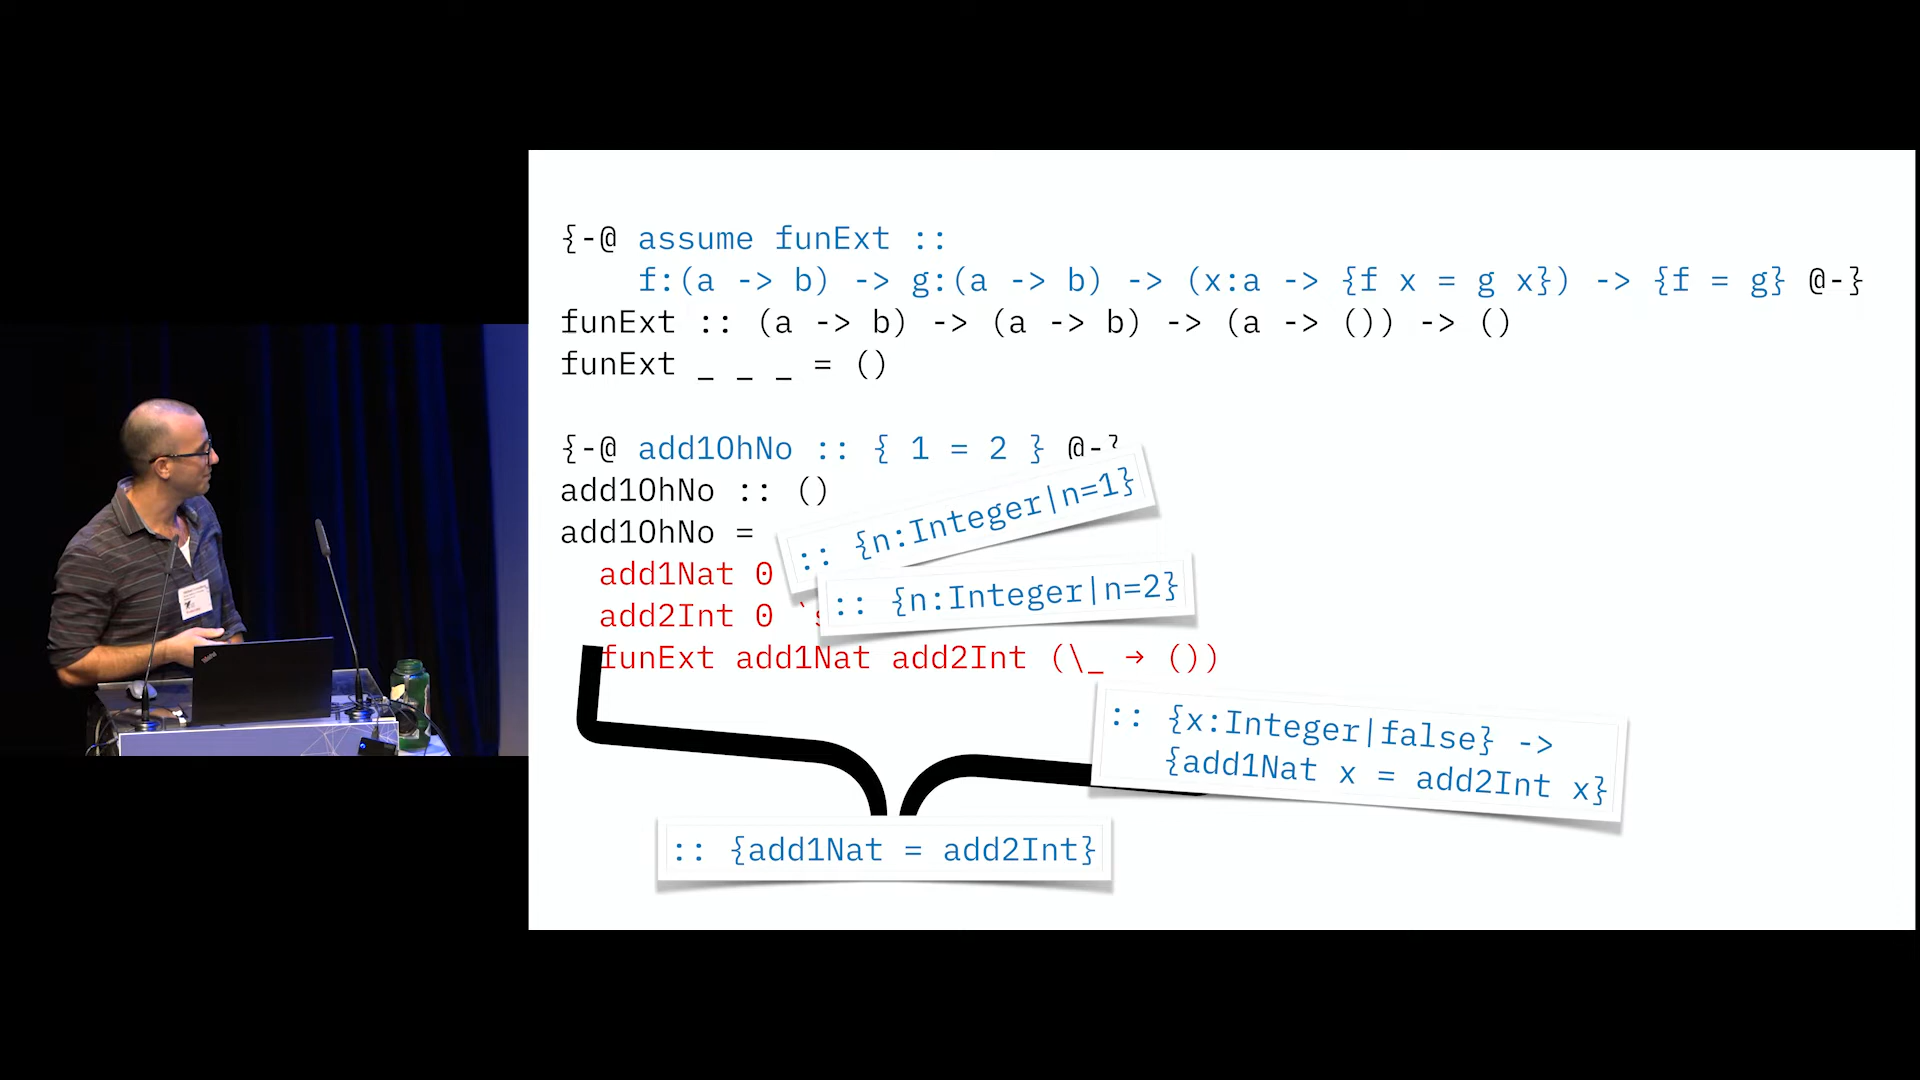 {-@ assume funExt ::
f:(a -> b) -> g:(a -> b) -> (x:a -> {f x = g x}) -> {f = g} @-}
funExt :: (a -> b) -> (a -> b) -> (a -> ()) -> ()
funExt _ _ _ = ()
{-@ add1OhNo :: { 1 = 2 } @-}
add1OhNo :: ()
add1OhNo =
:: {n:Integer|n=1}
add1Nat 0
:: {n:Integer|n=2}
add2Int 0 `s
funExt add1Nat add2Int (\_ → ())
:: {x:Integer|false} ->
{add1Nat x = add2Int x}
:: {add1Nat = add2Int}